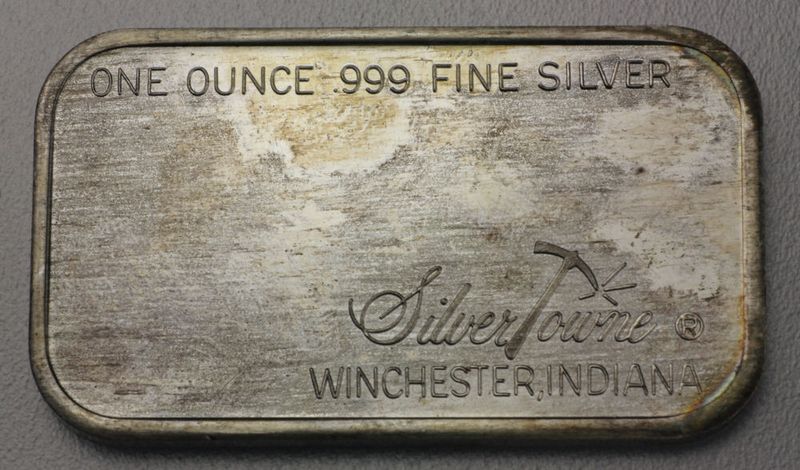 ONE OUNCE .999 FINE SILVER
SilverTowne ®
WINCHESTER, INDIANA